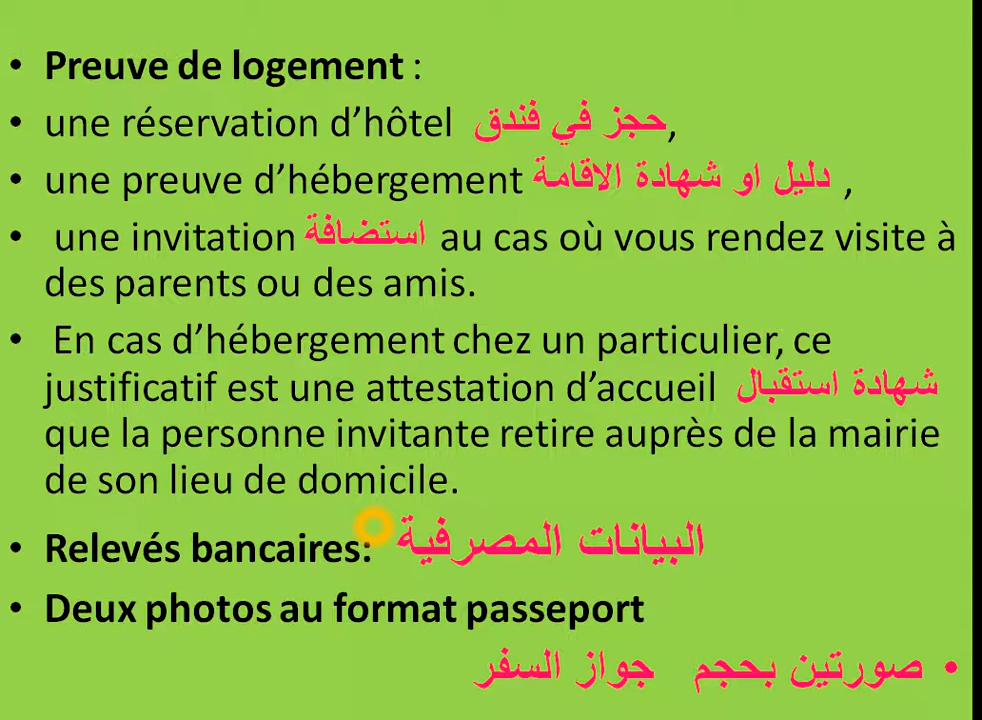 • Preuve de logement :
• une réservation d’hôtel حجز في فندق,
• une preuve d’hébergement دليل او شهادة الاقامة ,
• une invitation استضافة au cas où vous rendez visite à
des parents ou des amis.
• En cas d’hébergement chez un particulier, ce
justificatif est une attestation d’accueil شهادة استقبال
que la personne invitante retire auprès de la mairie
de son lieu de domicile.
• Relevés bancaires: البيانات المصرفية
• Deux photos au format passeport
• صورتين بحجم جواز السفر